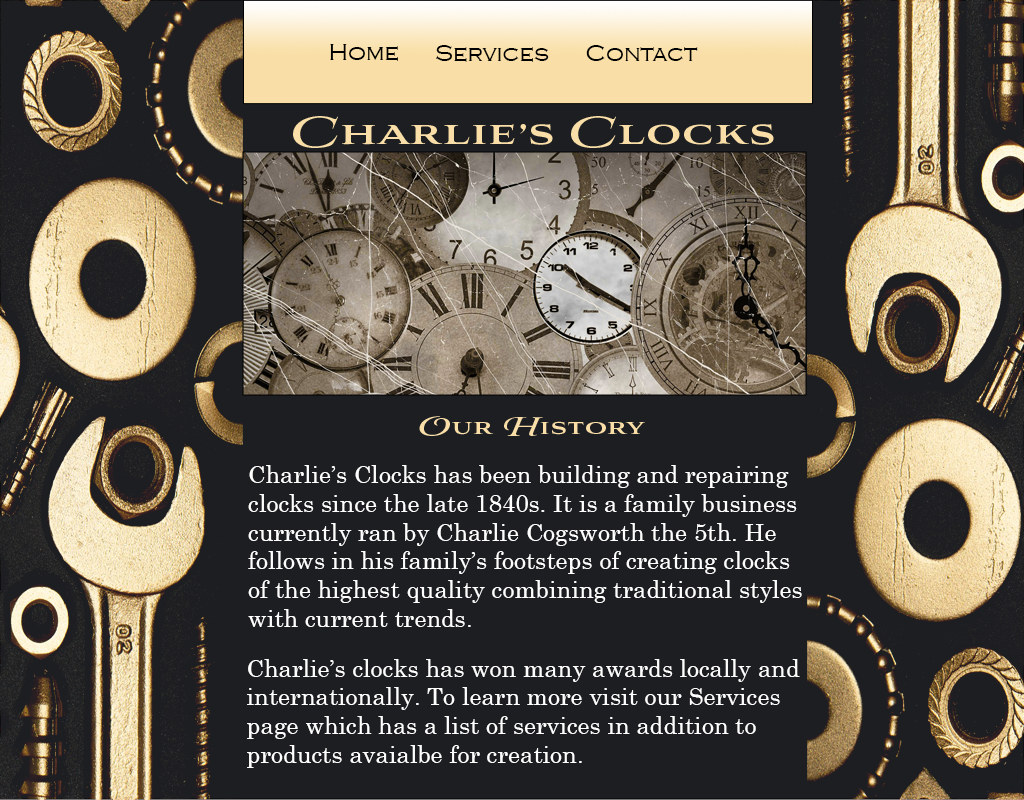 Home Services Contact
Charlie's Clocks
Our History
Charlie's Clocks has been building and repairing
clocks since the late 1840s. It is a family business
currently ran by Charlie Cogsworth the 5th. He
follows in his family's footsteps of creating clocks
of the highest quality combining traditional styles
with current trends.
Charlie's clocks has won many awards locally and
internationally. To learn more visit our Services
page which has a list of services in addition to
products avaialbe for creation.